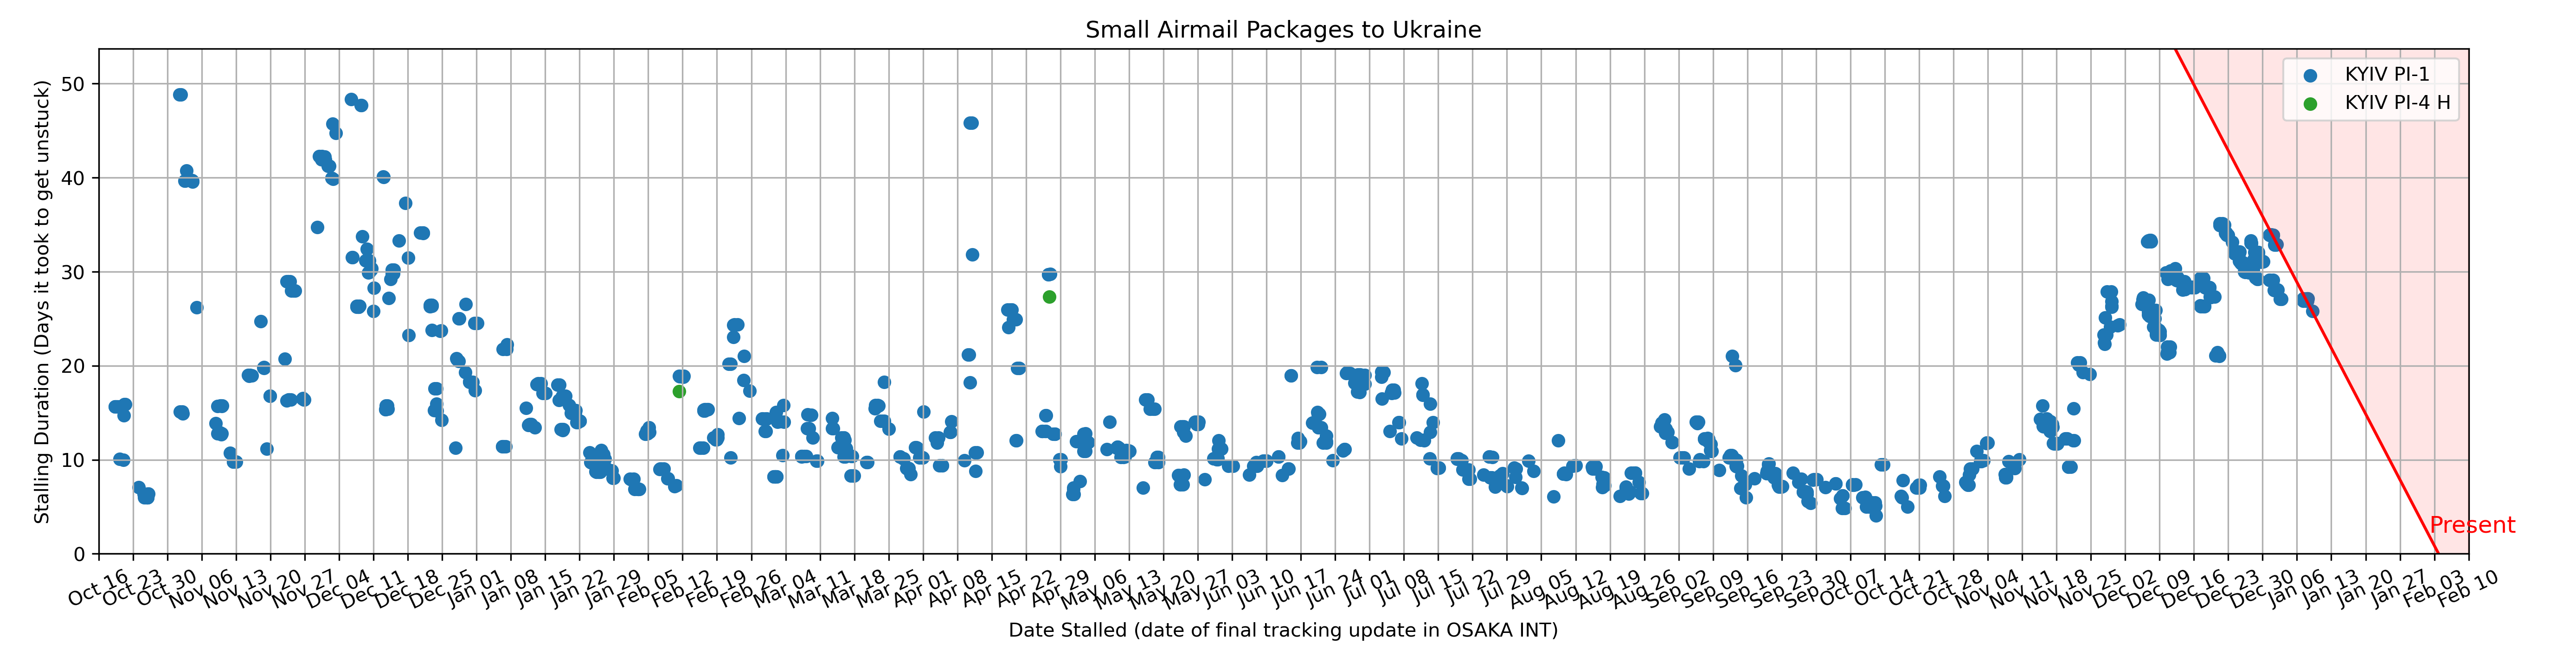 Small Airmail Packages to Ukraine
Stalling Duration (Days it took to get unstuck)
50
40
30
20
10
0
KYIV PI-1
KYIV PI-4 H
Present
Oct 16
Oct 23
Oct 30
Nov 06
Nov 13
Nov 20
Nov 27
Dec 04
Dec 11
Dec 18
Dec 25
Jan 01
Jan 08
Jan 15
Jan 22
Jan 29
Feb 05
Feb 12
Feb 19
Feb 26
Mar 04
Mar 11
Mar 18
Mar 25
Apr 01
Apr 08
Apr 15
Apr 22
Apr 29
May 06
May 13
May 20
May 27
Jun 03
Jun 10
Jun 17
Jun 24
Jul 01
Jul 08
Jul 15
Jul 22
Jul 29
Aug 05
Aug 12
Aug 19
Aug 26
Sep 02
Sep 09
Sep 16
Sep 23
Sep 30
Oct 07
Oct 14
Oct 21
Oct 28
Nov 04
Nov 11
Nov 18
Nov 25
Dec 02
Dec 09
Dec 16
Dec 23
Dec 30
Jan 06
Jan 13
Jan 20
Jan 27
Feb 03
Feb 10
Date Stalled (date of final tracking update in OSAKA INT)